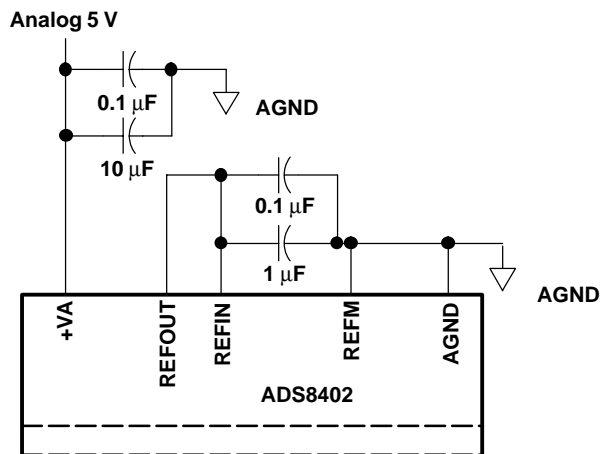 Analog 5 V
0.1 µF
AGND
10 µF
0.1 µF
1 µF
AGND
+VA
REFOUT
REFIN
REFM
AGND
ADS8402